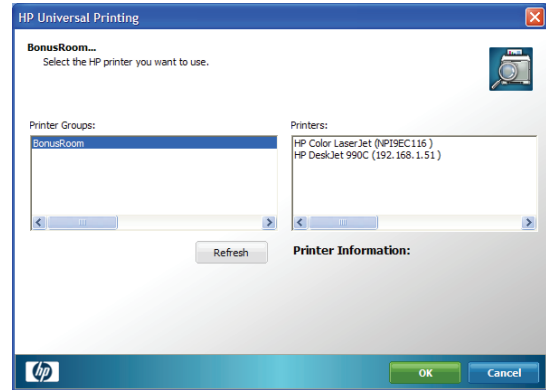 HP Universal Printing
BonusRoom...
Select the HP printer you want to use.
Printer Groups:
BonusRoom
Printers:
HP Color LaserJet (NPI9EC116 )
HP DeskJet 990C (192.168.1.51 )
Refresh
Printer Information:
hp
OK
Cancel